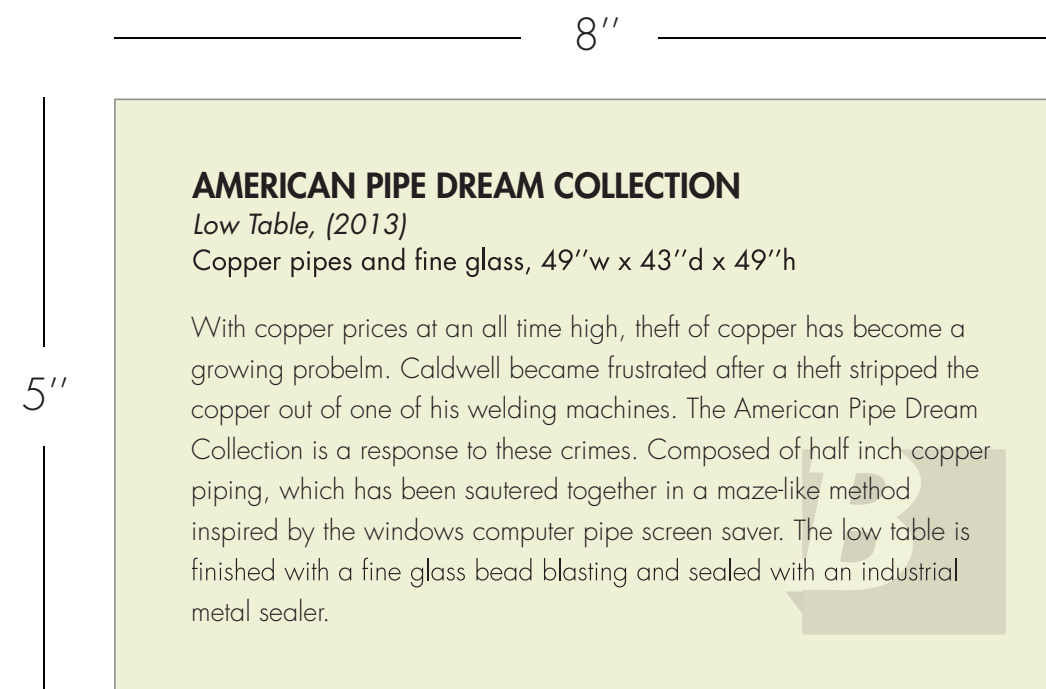 8′′
AMERICAN PIPE DREAM COLLECTION
Low Table, (2013)
Copper pipes and fine glass, 49′′w x 43′′d x 49′′h
With copper prices at an all time high, theft of copper has become a
growing probelm. Caldwell became frustrated after a theft stripped the
5′′
copper out of one of his welding machines. The American Pipe Dream
Collection is a response to these crimes. Composed of half inch copper
piping, which has been sautered together in a maze-like method
inspired by the windows computer pipe screen saver. The low table is
finished with a fine glass bead blasting and sealed with an industrial
metal sealer.
B